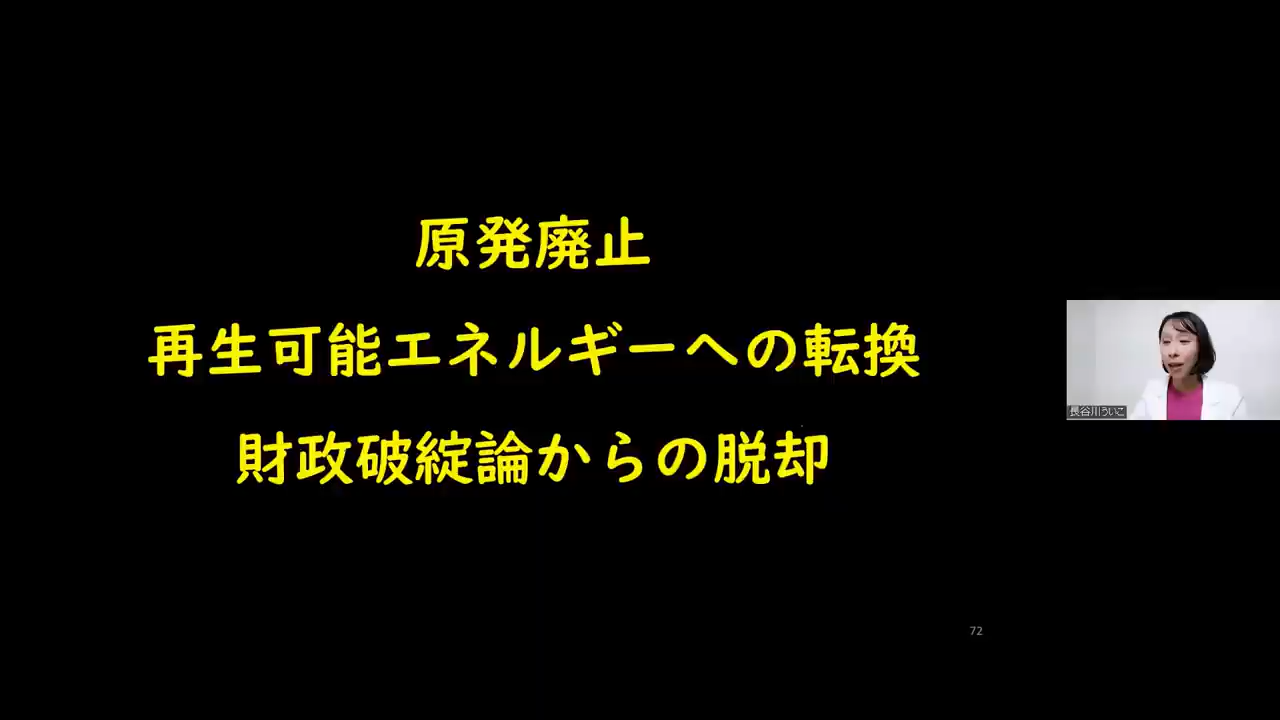 原発廃止
再生可能エネルギーへの転換
財政破綻論からの脱却
長谷川ういこ
72